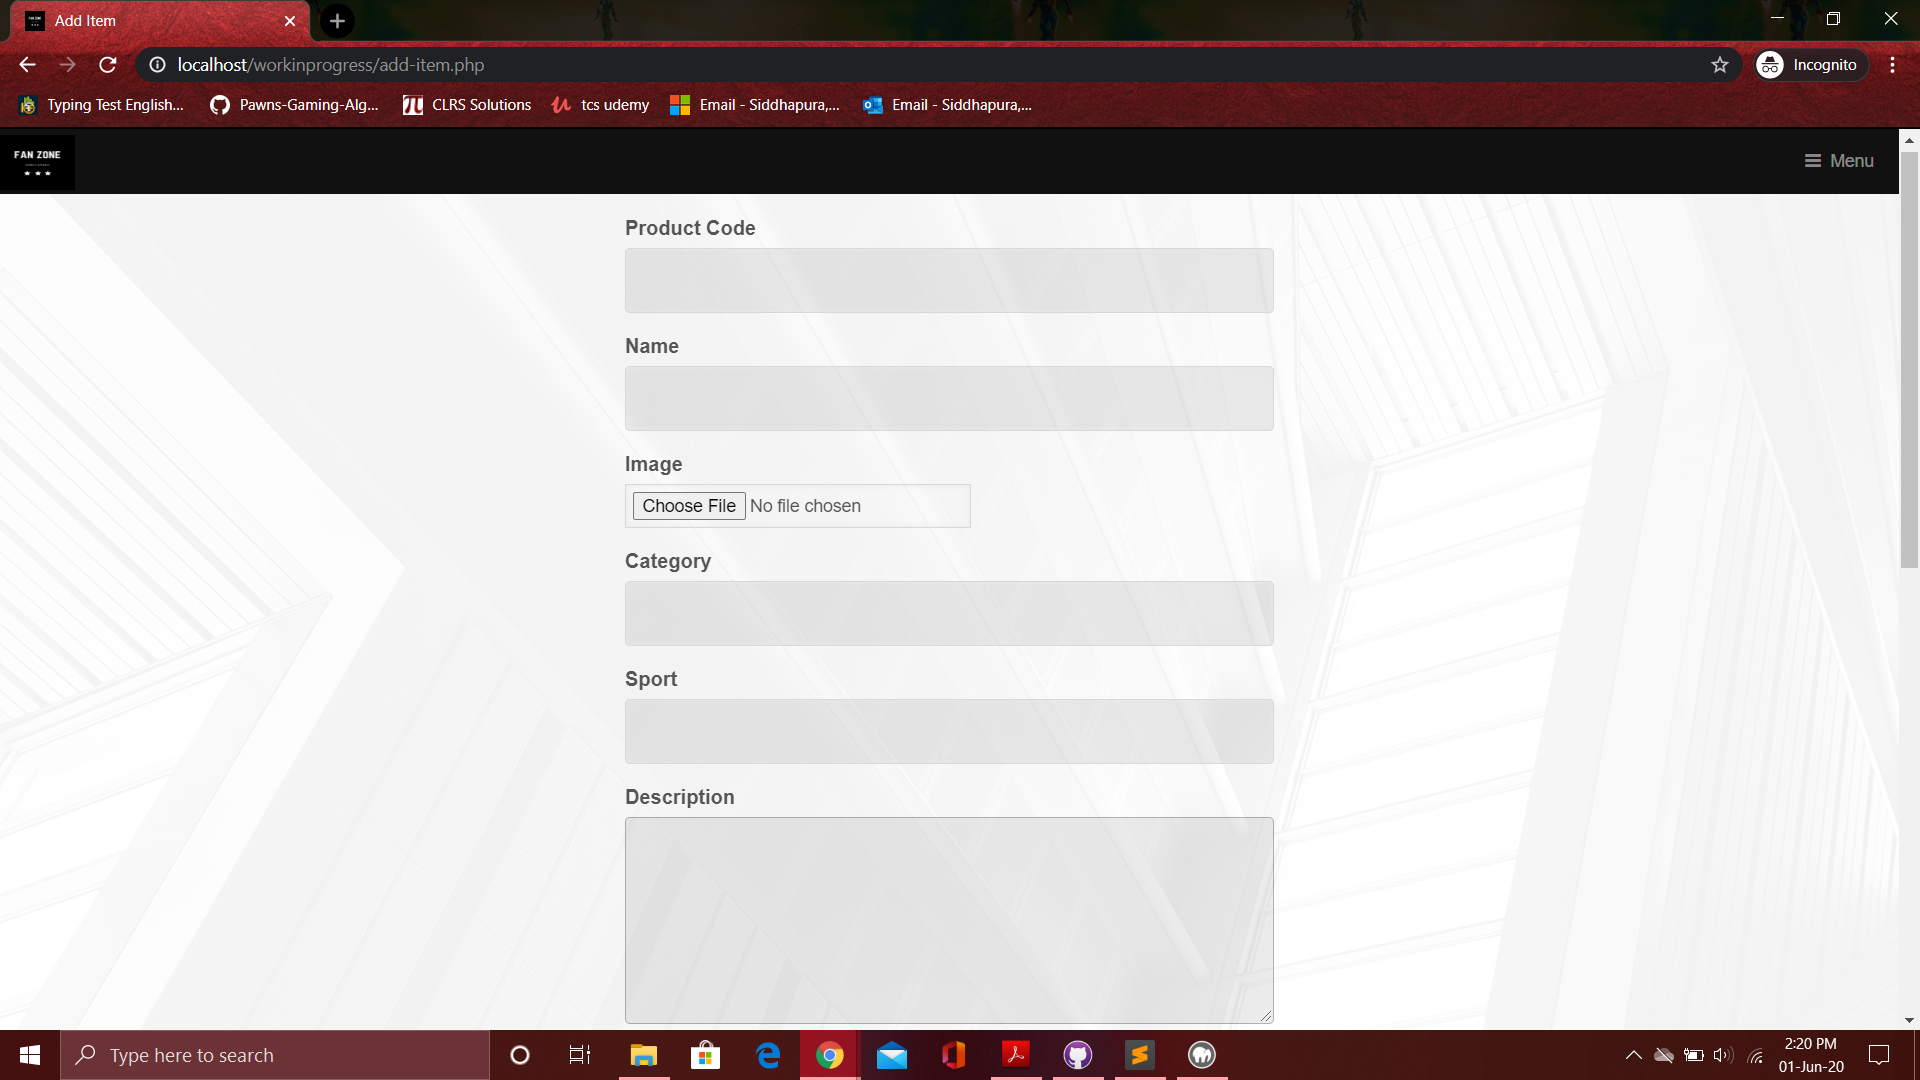 Add Item
localhost/workinprogress/add-item.php
Incognito
Typing Test English...
Pawns-Gaming-Alg...
CLRS Solutions
tcs udemy
Email - Siddhapura,...
Email - Siddhapura,...
FAN ZONE
Menu
Product Code
Name
Image
Choose File No file chosen
Category
Sport
Description
Type here to search
2:20 PM
01-Jun-20